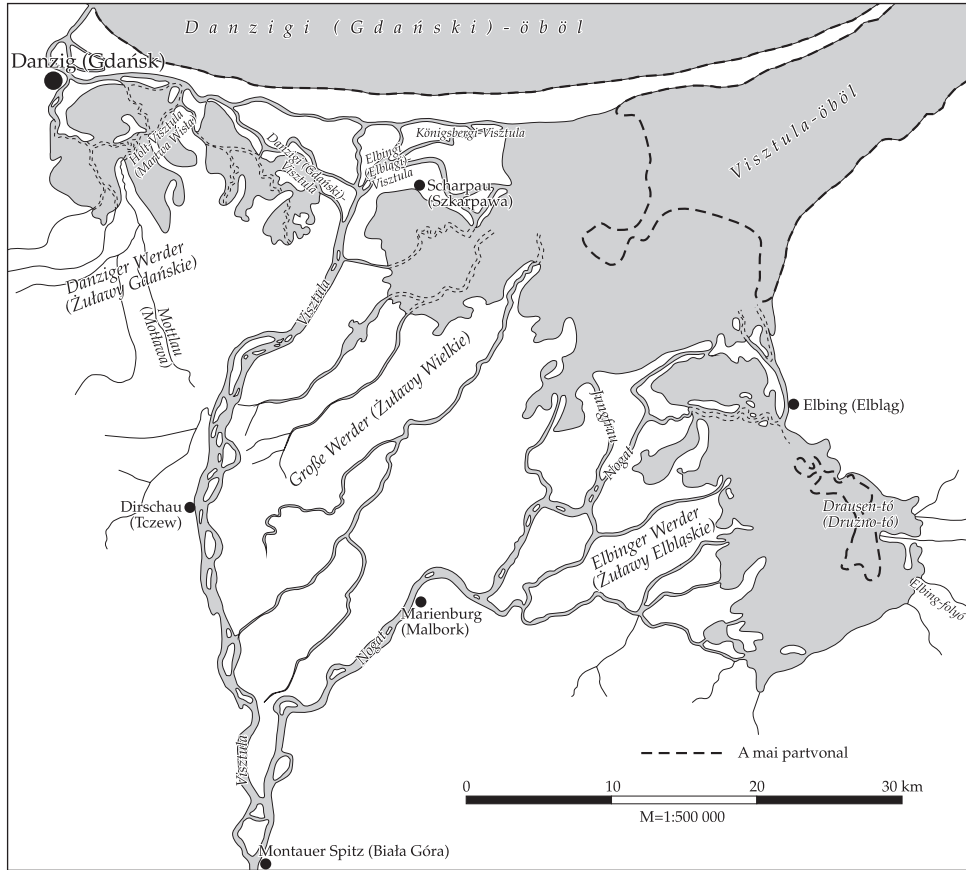 Danzigi (Gdański)-öböl
Danzig (Gdańsk)
Visztula-öböl
Holt-Visztula
(Martwa Wisła)
Danzigi (Gdański)-
Visztula
Elbingi
(Elblągi)-
Visztula
Königsbergi-Visztula
Scharpau
(Szkarpawa)
Danziger Werder
(Żuławy Gdańskie)
Mottlau
(Motława)
Visztula
Große Werder (Żuławy Wielkie)
Jungfrau
Nogat
Elbing (Elbląg)
Dirschau
(Tczew)
Drausen-tó
(Drużno-tó)
Elbinger Werder
(Żuławy Elbląskie)
Elbing-folyó
Marienburg
(Malbork)
Nogat
Visztula
A mai partvonal
0 10 20 30 km
M=1:500 000
Montauer Spitz (Biała Góra)